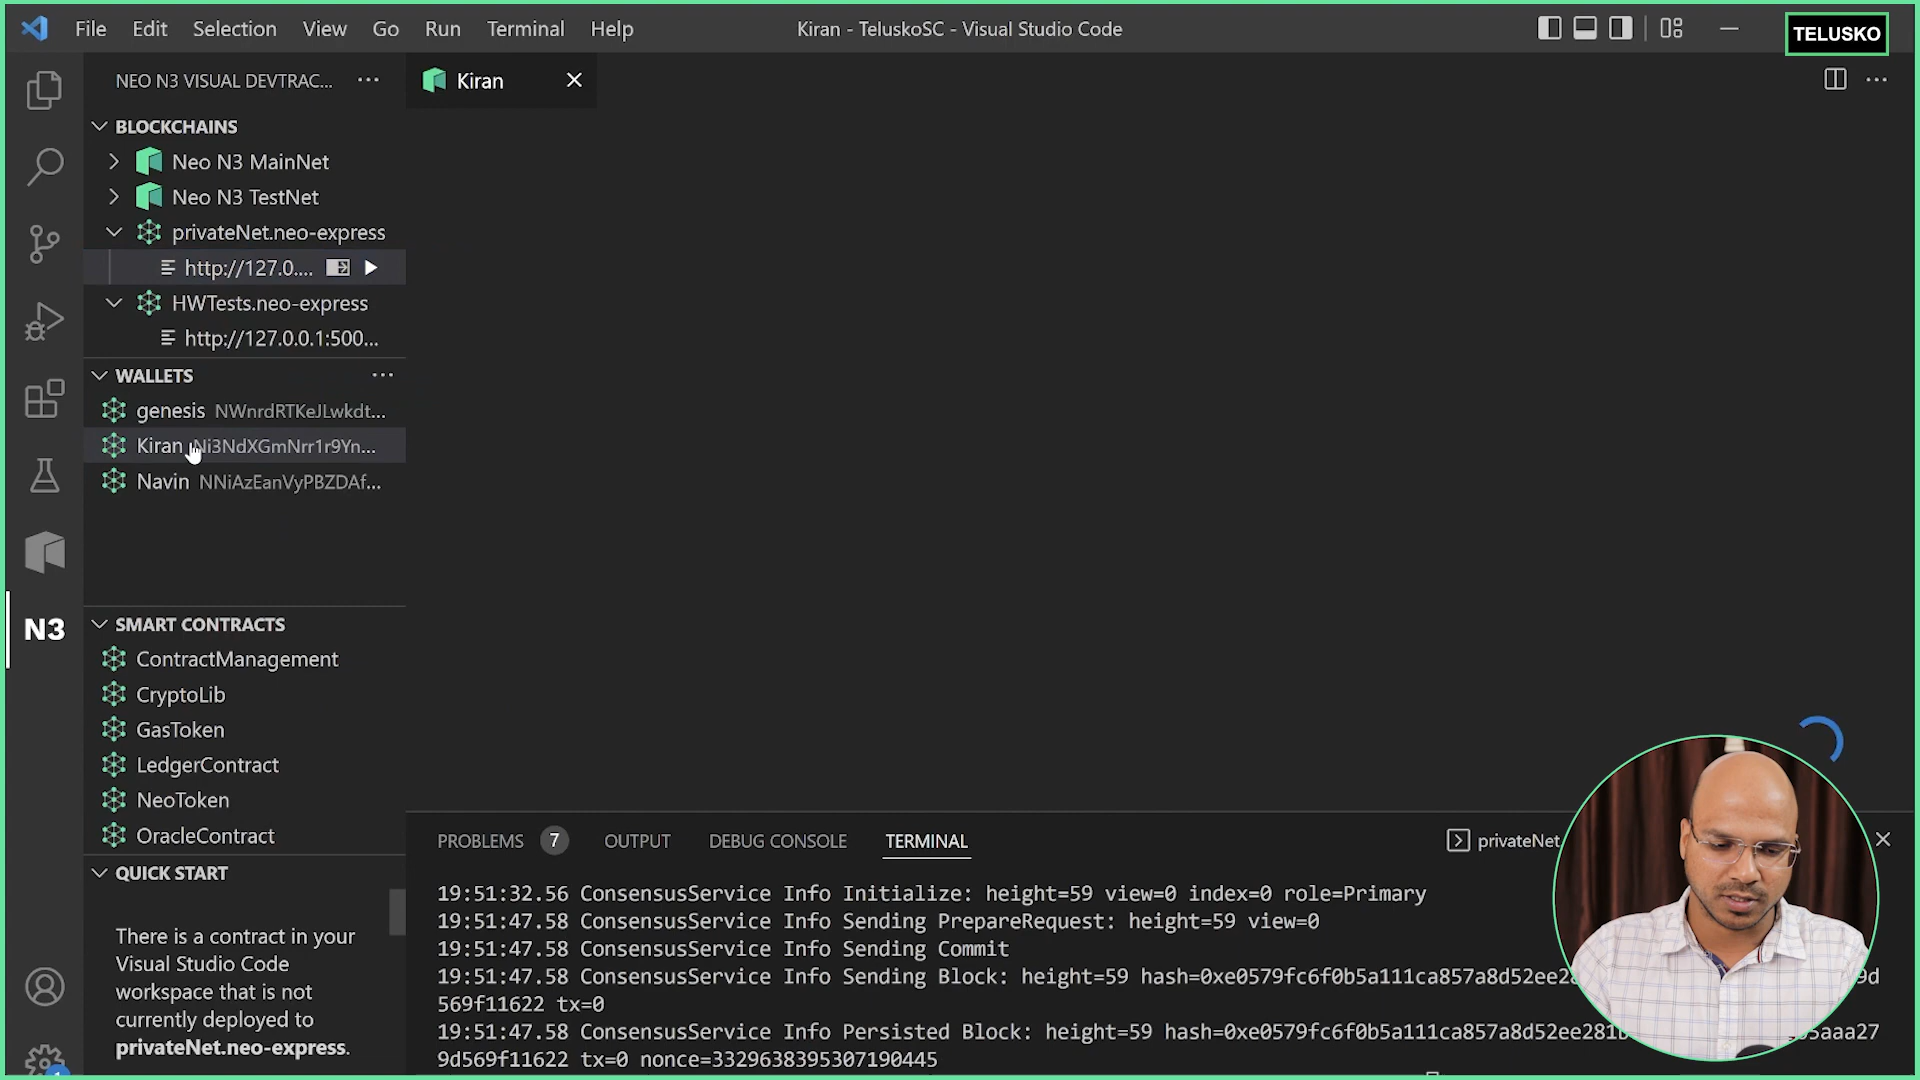 File Edit Selection View Go Run Terminal Help
Kiran - TeluskoSC - Visual Studio Code
TELUSKO
NEO N3 VISUAL DEVTRAC... ...
Kiran
BLOCKCHAINS
Neo N3 MainNet
Neo N3 TestNet
privateNet.neo-express
http://127.0....
HWTests.neo-express
http://127.0.0.1:500...
WALLETS
genesis NWnrdRTKeJLwkdt...
Kiran Ni3NdXGmNrr1r9Yn...
Navin NNiAzEanVyPBZDAf...
N3
SMART CONTRACTS
ContractManagement
CryptoLib
GasToken
LedgerContract
NeoToken
OracleContract
QUICK START
There is a contract in your
Visual Studio Code
workspace that is not
currently deployed to
privateNet.neo-express.
PROBLEMS 7 OUTPUT DEBUG CONSOLE TERMINAL
privateNet
19:51:32.56 ConsensusService Info Initialize: height=59 view=0 index=0 role=Primary
19:51:47.58 ConsensusService Info Sending PrepareRequest: height=59 view=0
19:51:47.58 ConsensusService Info Sending Commit
19:51:47.58 ConsensusService Info Sending Block: height=59
569f11622 tx=0
19:51:47.58 ConsensusService Info Persisted Block: height=59
9d569f11622 tx=0 nonce=3329638395307190445